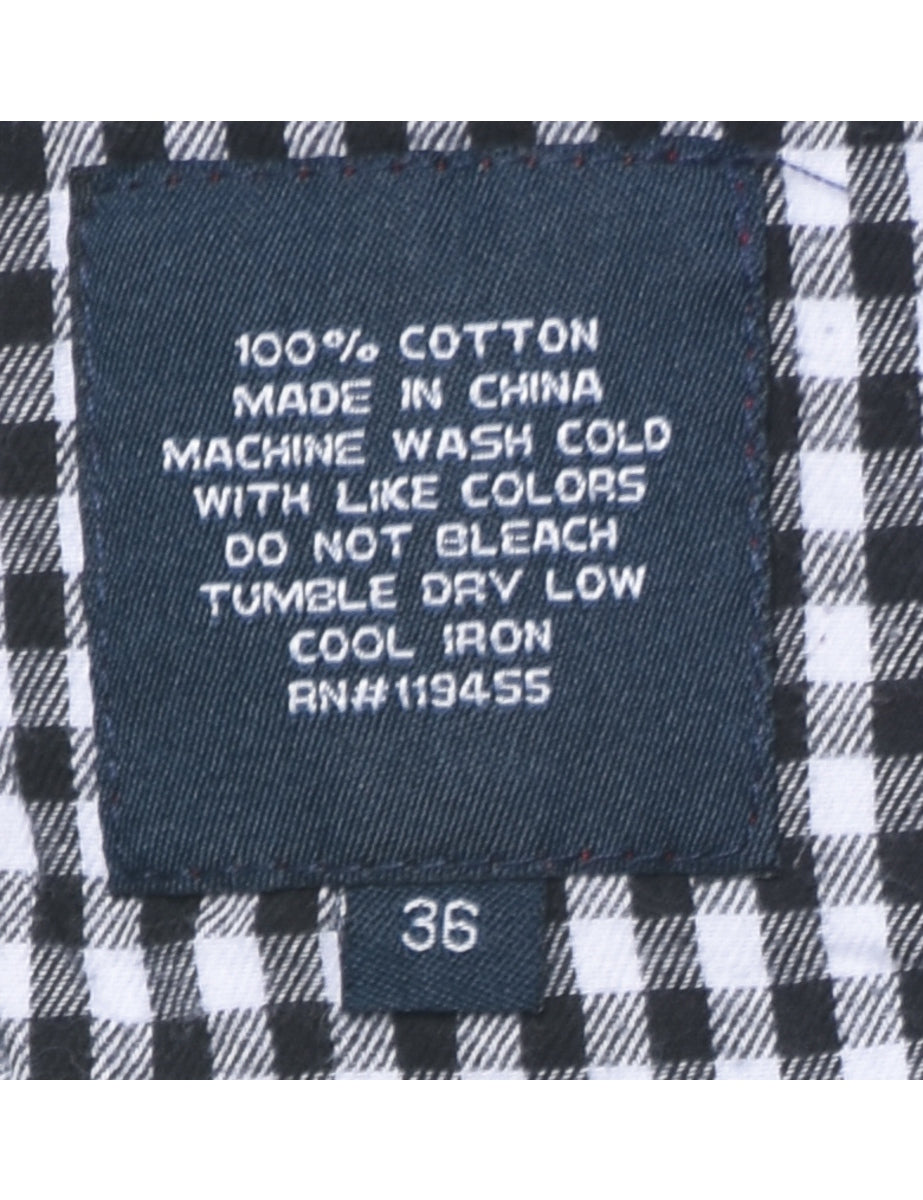 100% COTTON
MADE IN CHINA
MACHINE WASH COLD
WITH LIKE COLORS
DO NOT BLEACH
TUMBLE DRY LOW
COOL IRON
RN#119455
36